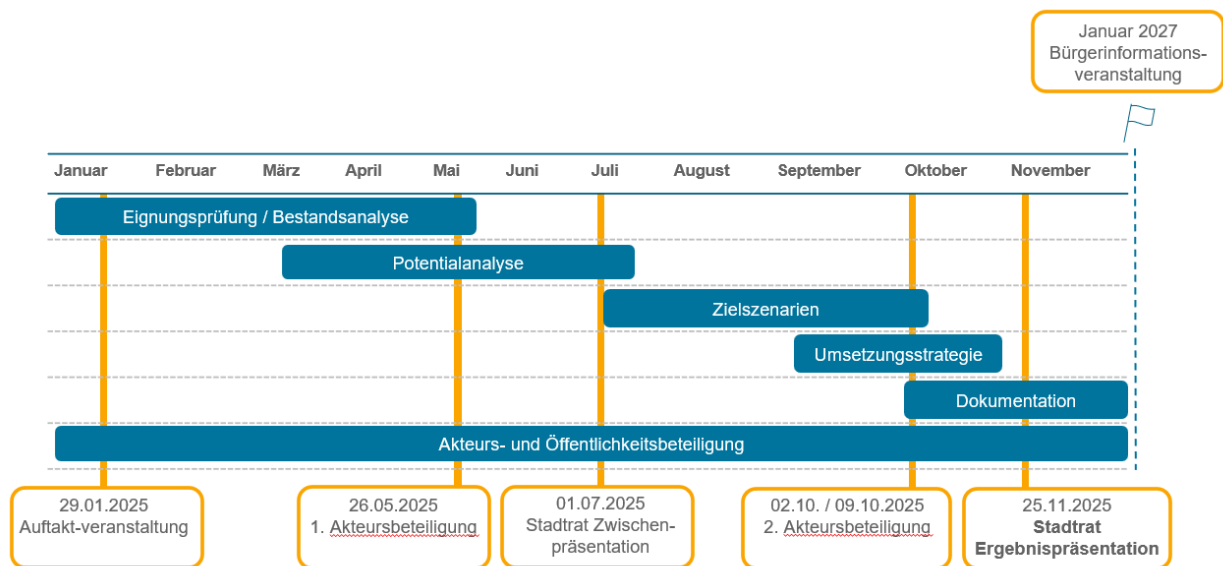 Januar 2027
Bürgerinformations-
veranstaltung
Januar Februar März April Mai Juni Juli August September Oktober November
Eignungsprüfung / Bestandsanalyse
Potentialanalyse
Zielszenarien
Umsetzungsstrategie
Dokumentation
Akteurs- und Öffentlichkeitsbeteiligung
29.01.2025
Auftakt-veranstaltung
26.05.2025
1. Akteursbeteiligung
01.07.2025
Stadtrat Zwischen-
präsentation
02.10. / 09.10.2025
2. Akteursbeteiligung
25.11.2025
Stadtrat
Ergebnispräsentation